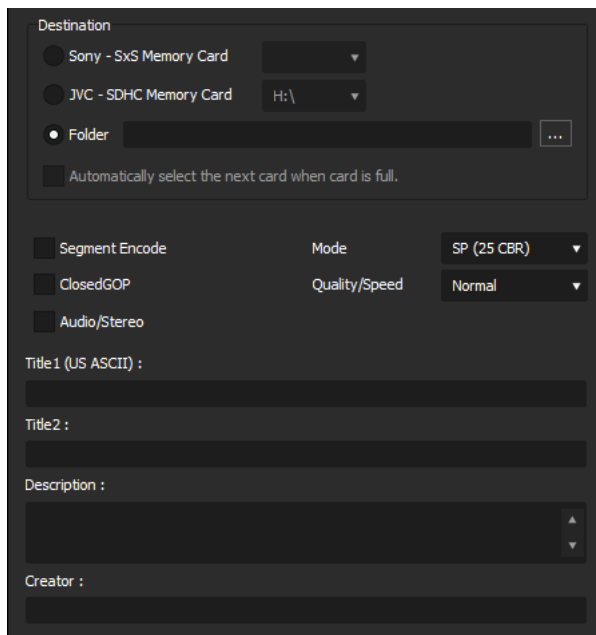 Destination
Sony - SxS Memory Card
JVC - SDHC Memory Card H:\
Folder ...
Automatically select the next card when card is full.
Segment Encode Mode SP (25 CBR)
ClosedGOP Quality/Speed Normal
Audio/Stereo
Title1 (US ASCII) :
Title2 :
Description :
Creator :